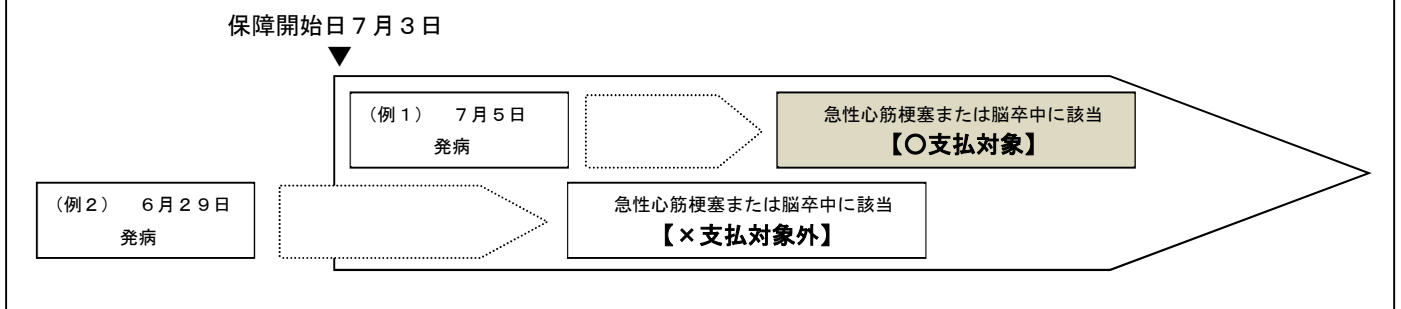 保障開始日7月3日
▼
(例1) 7月5日
発病
急性心筋梗塞または脳卒中に該当
【○支払対象】
(例2) 6月29日
発病
急性心筋梗塞または脳卒中に該当
【×支払対象外】